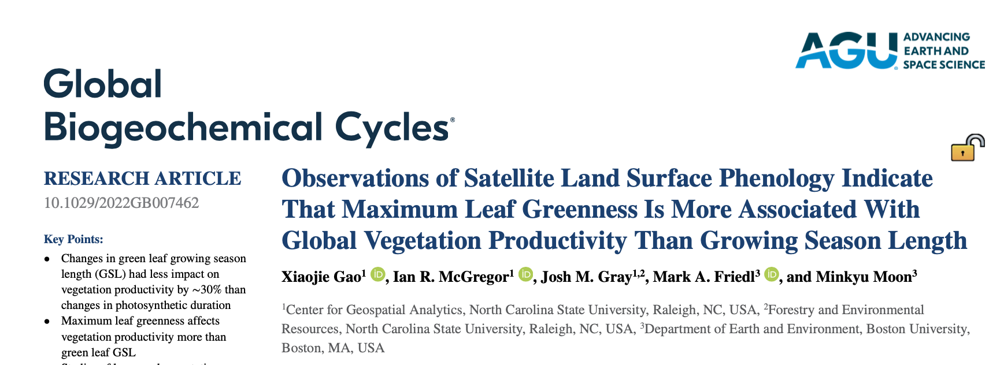 AGU ADVANCING
EARTH AND
SPACE SCIENCE
Global
Biogeochemical Cycles®
RESEARCH ARTICLE
10.1029/2022GB007462
Key Points:
• Changes in green leaf growing season
length (GSL) had less impact on
vegetation productivity by ~30% than
changes in photosynthetic duration
• Maximum leaf greenness affects
vegetation productivity more than
green leaf GSL
Observations of Satellite Land Surface Phenology Indicate
That Maximum Leaf Greenness Is More Associated With
Global Vegetation Productivity Than Growing Season Length
Xiaojie Gao¹ iD, Ian R. McGregor¹ iD, Josh M. Gray¹,², Mark A. Friedl³ iD, and Minkyu Moon³
¹Center for Geospatial Analytics, North Carolina State University, Raleigh, NC, USA, ²Forestry and Environmental
Resources, North Carolina State University, Raleigh, NC, USA, ³Department of Earth and Environment, Boston University,
Boston, MA, USA